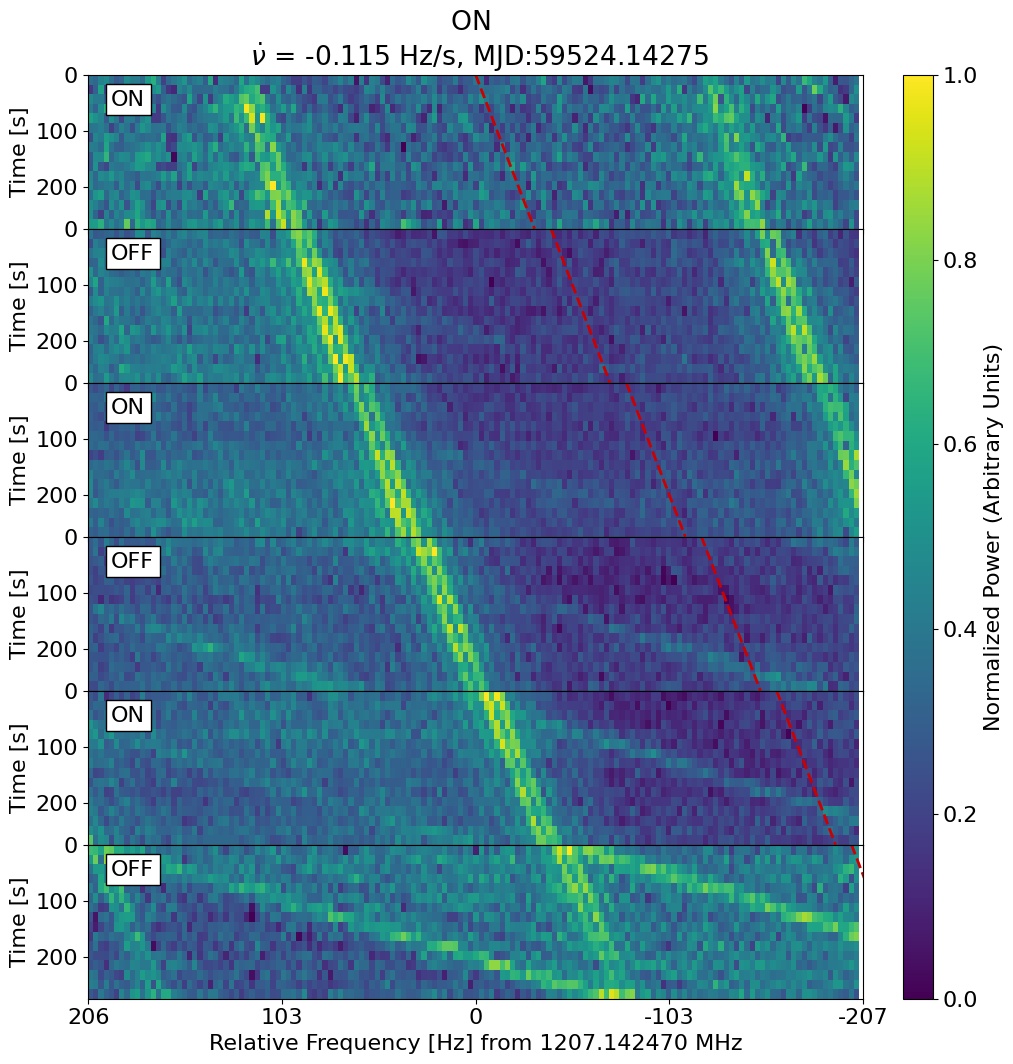 ON
ν̇ = -0.115 Hz/s, MJD:59524.14275
0
ON
100
Time [s]
200
0
OFF
100
Time [s]
200
0
ON
100
Time [s]
200
0
OFF
100
Time [s]
200
0
ON
100
Time [s]
200
0
OFF
100
Time [s]
200
206 103 0 -103 -207
Relative Frequency [Hz] from 1207.142470 MHz
1.0
0.8
0.6
0.4
0.2
0.0
Normalized Power (Arbitrary Units)